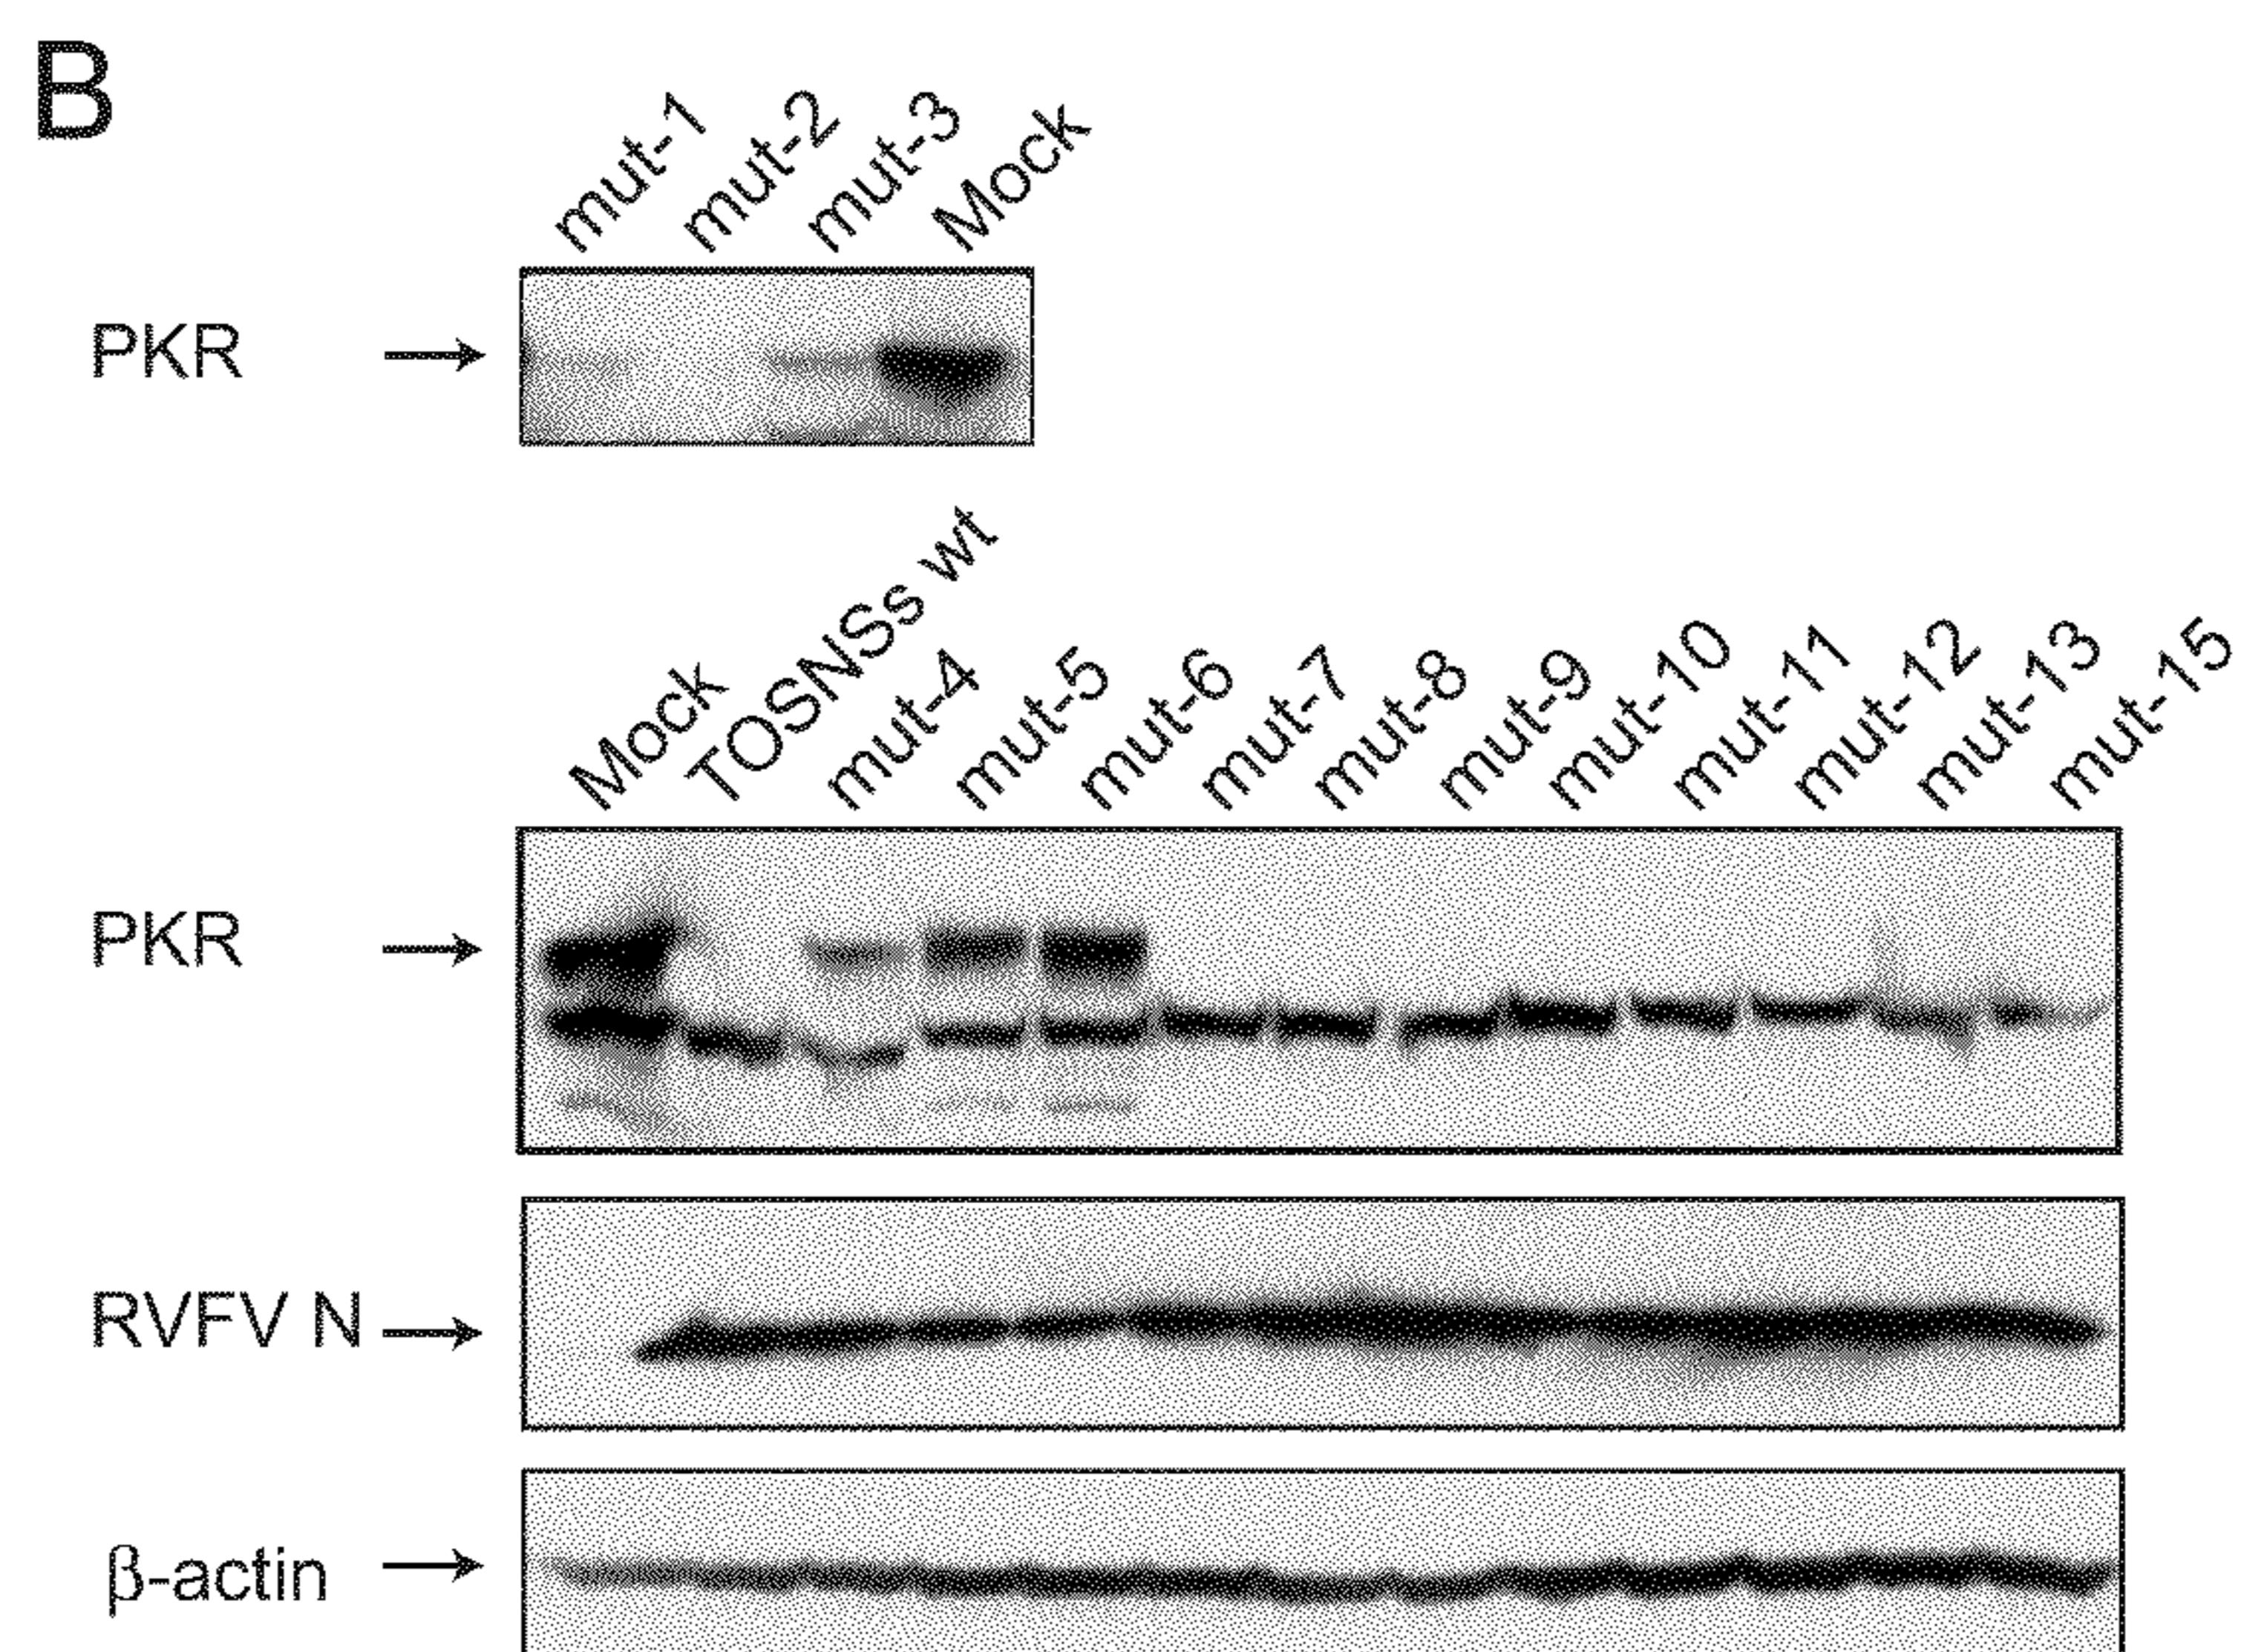 B
mut-1 mut-2 mut-3 Mock
PKR
Mock TOSNSs wt mut-4 mut-5 mut-6 mut-7 mut-8 mut-9 mut-10 mut-11 mut-12 mut-13 mut-15
PKR
RVFV N
β-actin